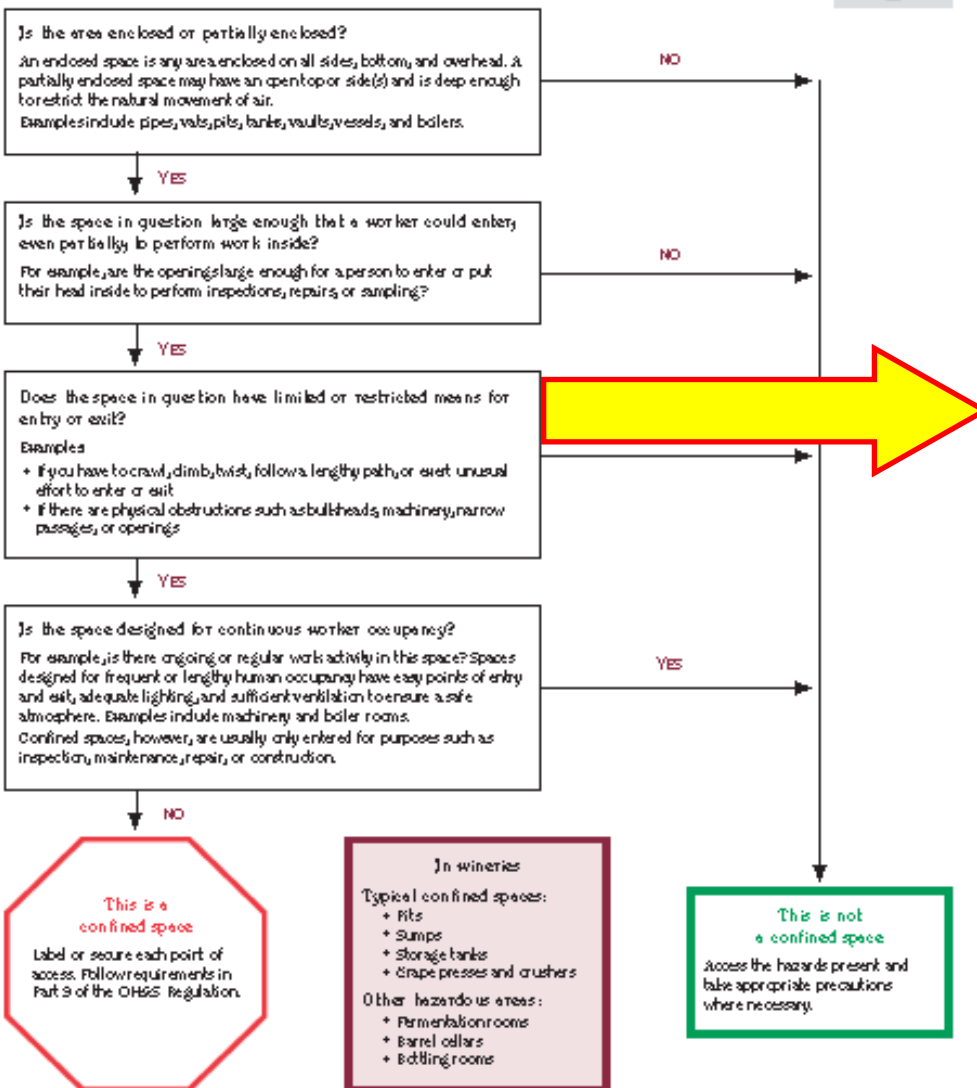 Is the area enclosed or partially enclosed?
An enclosed space is any area enclosed on all sides, bottom, and overhead. A
partially enclosed space may have an open top or side(s) and is deep enough
to restrict the natural movement of air.
Examples include pipes, vats, pits, tanks, vaults, vessels, and boilers.
NO
YES
Is the space in question large enough that a worker could enter,
even partially, to perform work inside?
For example, are the openings large enough for a person to enter or put
their head inside to perform inspections, repairs, or sampling?
NO
YES
Does the space in question have limited or restricted means for
entry or exit?
Examples
• If you have to crawl, climb, twist, follow a lengthy path, or exert unusual
effort to enter or exit
• If there are physical obstructions such as bulkheads, machinery, narrow
passages, or openings
YES
Is the space designed for continuous worker occupancy?
For example, is there ongoing or regular work activity in this space? Spaces
designed for frequent or lengthy human occupancy have easy points of entry
and exit, adequate lighting, and sufficient ventilation to ensure a safe
atmosphere. Examples include machinery and boiler rooms.
Confined spaces, however, are usually only entered for purposes such as
inspection, maintenance, repair, or construction.
YES
NO
This is a
confined space
Label or secure each point of
access. Follow requirements in
Part 9 of the OH&S Regulation.
In wineries
Typical confined spaces:
• Pits
• Sumps
• Storage tanks
• Grape presses and crushers
Other hazardous areas:
• Fermentation rooms
• Barrel cellars
• Bottling rooms
This is not
a confined space
Access the hazards present and
take appropriate precautions
where necessary.